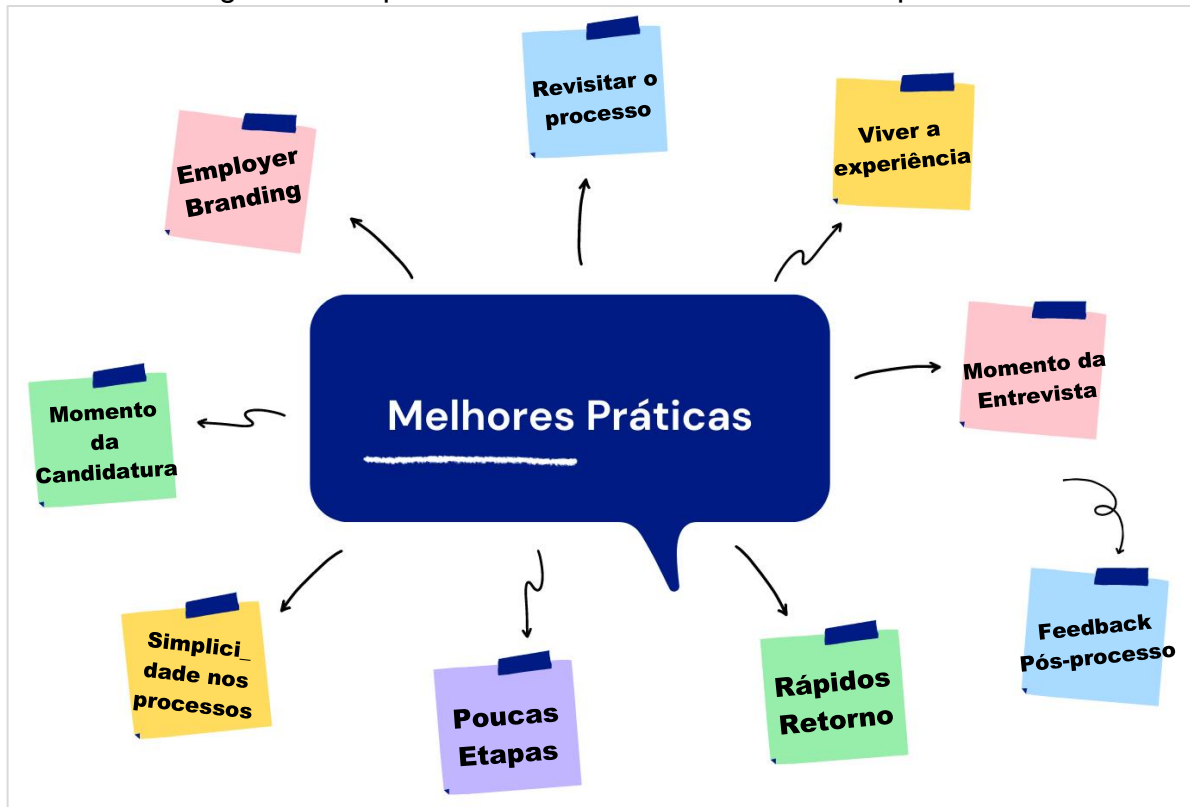 Revisitar o
processo
Viver a
experiência
Employer
Branding
Momento da
Entrevista
Melhores Práticas
Momento
da
Candidatura
Feedback
Pós-processo
Simplici_
dade nos
processos
Poucas
Etapas
Rápidos
Retorno